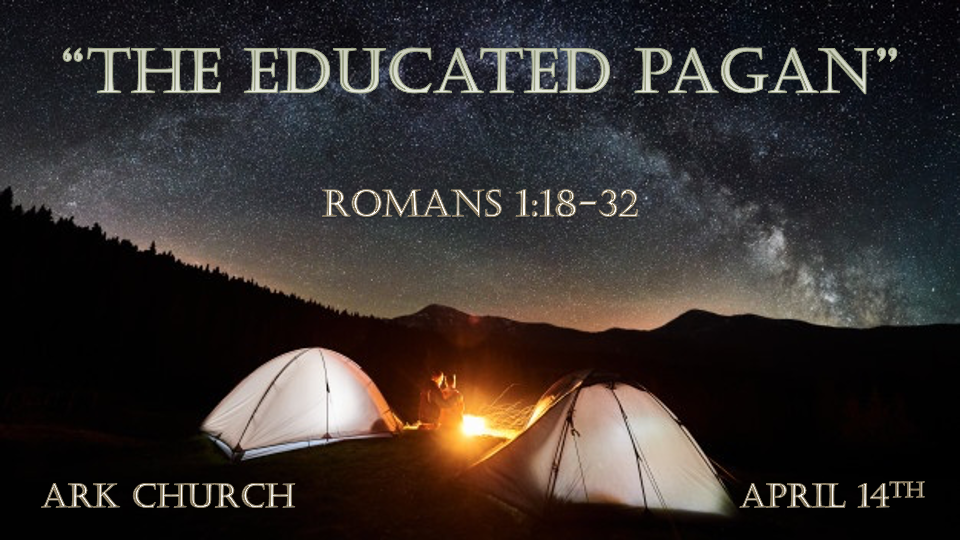 “THE EDUCATED PAGAN”
ROMANS 1:18-32
ARK CHURCH
APRIL 14TH